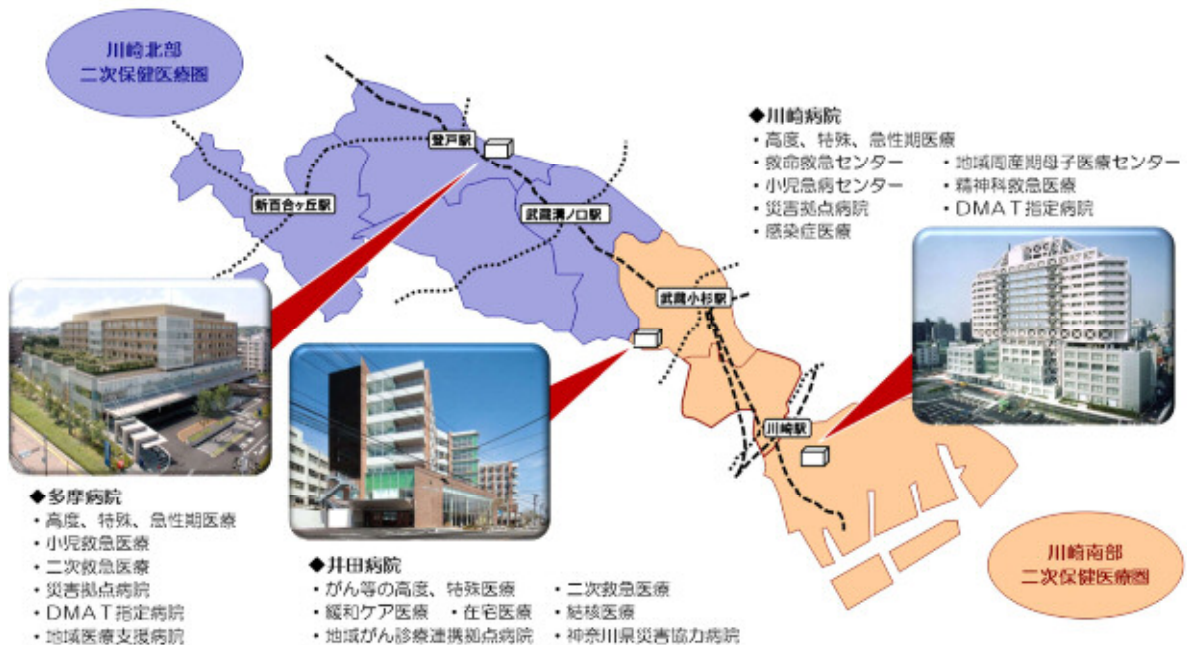 川崎北部
二次保健医療圏
登戸駅
新百合ヶ丘駅
武蔵溝ノ口駅
武蔵小杉駅
川崎駅
◆川崎病院
・高度、特殊、急性期医療
・救命救急センター ・地域周産期母子医療センター
・小児急病センター ・精神科救急医療
・災害拠点病院 ・DMAT指定病院
・感染症医療
◆多摩病院
・高度、特殊、急性期医療
・小児救急医療
・二次救急医療
・災害拠点病院
・DMAT指定病院
・地域医療支援病院
◆井田病院
・がん等の高度、特殊医療 ・二次救急医療
・緩和ケア医療 ・在宅医療 ・結核医療
・地域がん診療連携拠点病院 ・神奈川県災害協力病院
川崎南部
二次保健医療圏